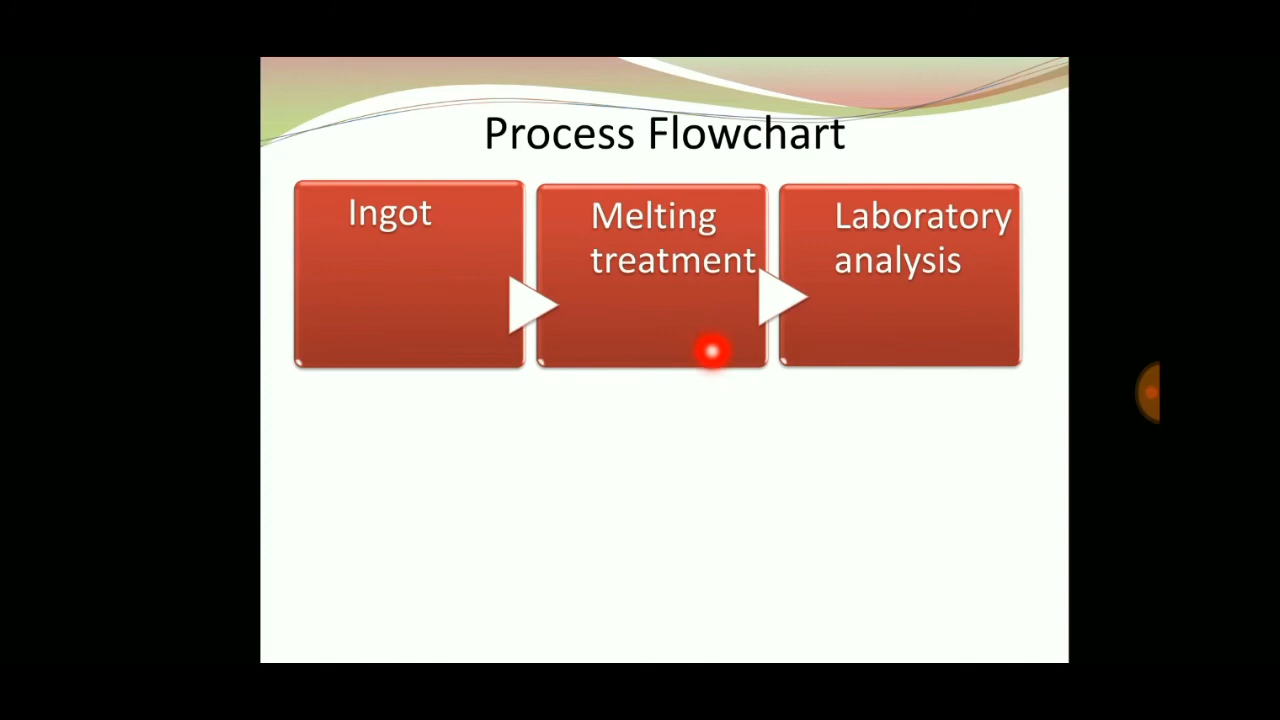 Process Flowchart
Ingot
Melting
treatment
Laboratory
analysis